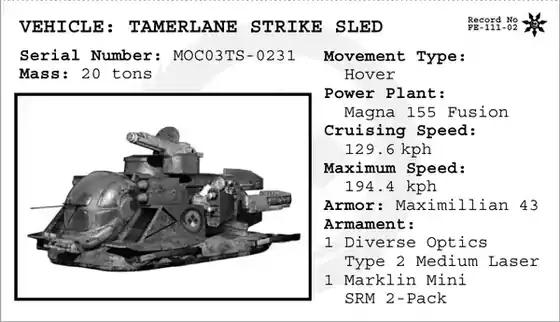 VEHICLE: TAMERLANE STRIKE SLED
Record No
FE-111-02
Serial Number: MOC03TS-0231
Mass: 20 tons
Movement Type:
Hover
Power Plant:
Magna 155 Fusion
Cruising Speed:
129.6 kph
Maximum Speed:
194.4 kph
Armor: Maximillian 43
Armament:
1 Diverse Optics
Type 2 Medium Laser
1 Marklin Mini
SRM 2-Pack